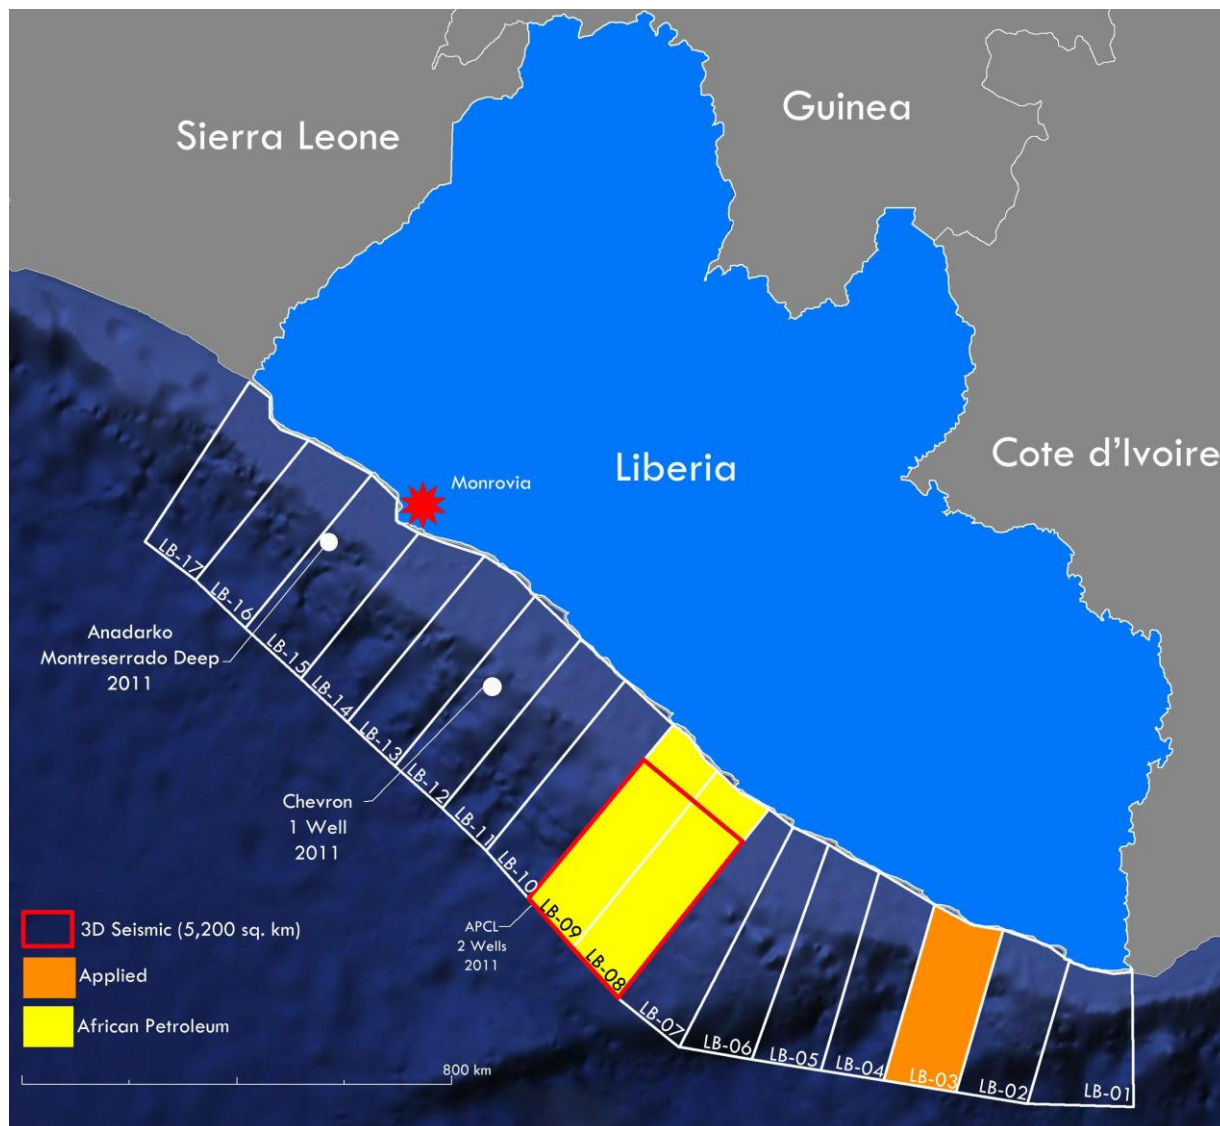 Guinea
Sierra Leone
Cote d'Ivoire
Liberia
Monrovia
LB-17
LB-16
LB-15
LB-14
LB-13
LB-12
LB-11
LB-10
LB-09
LB-08
LB-07
LB-06
LB-05
LB-04
LB-03
LB-02
LB-01
Anadarko
Montreserrado Deep
2011
Chevron
1 Well
2011
APCL
2 Wells
2011
3D Seismic (5,200 sq. km)
Applied
African Petroleum
800 km